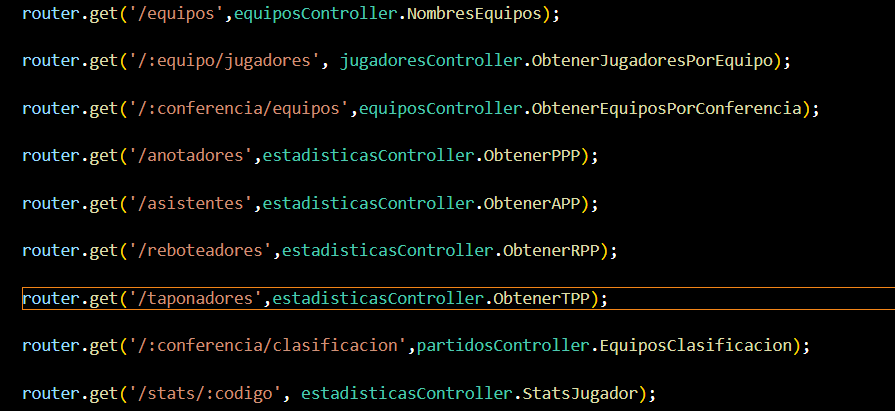 router.get('/equipos',equiposController.NombresEquipos);
router.get('/:equipo/jugadores', jugadoresController.ObtenerJugadoresPorEquipo);
router.get('/:conferencia/equipos',equiposController.ObtenerEquiposPorConferencia);
router.get('/anotadores',estadisticasController.ObtenerPPP);
router.get('/asistentes',estadisticasController.ObtenerAPP);
router.get('/reboteadores',estadisticasController.ObtenerRPP);
router.get('/taponadores',estadisticasController.ObtenerTPP);
router.get('/:conferencia/clasificacion',partidosController.EquiposClasificacion);
router.get('/stats/:codigo', estadisticasController.StatsJugador);